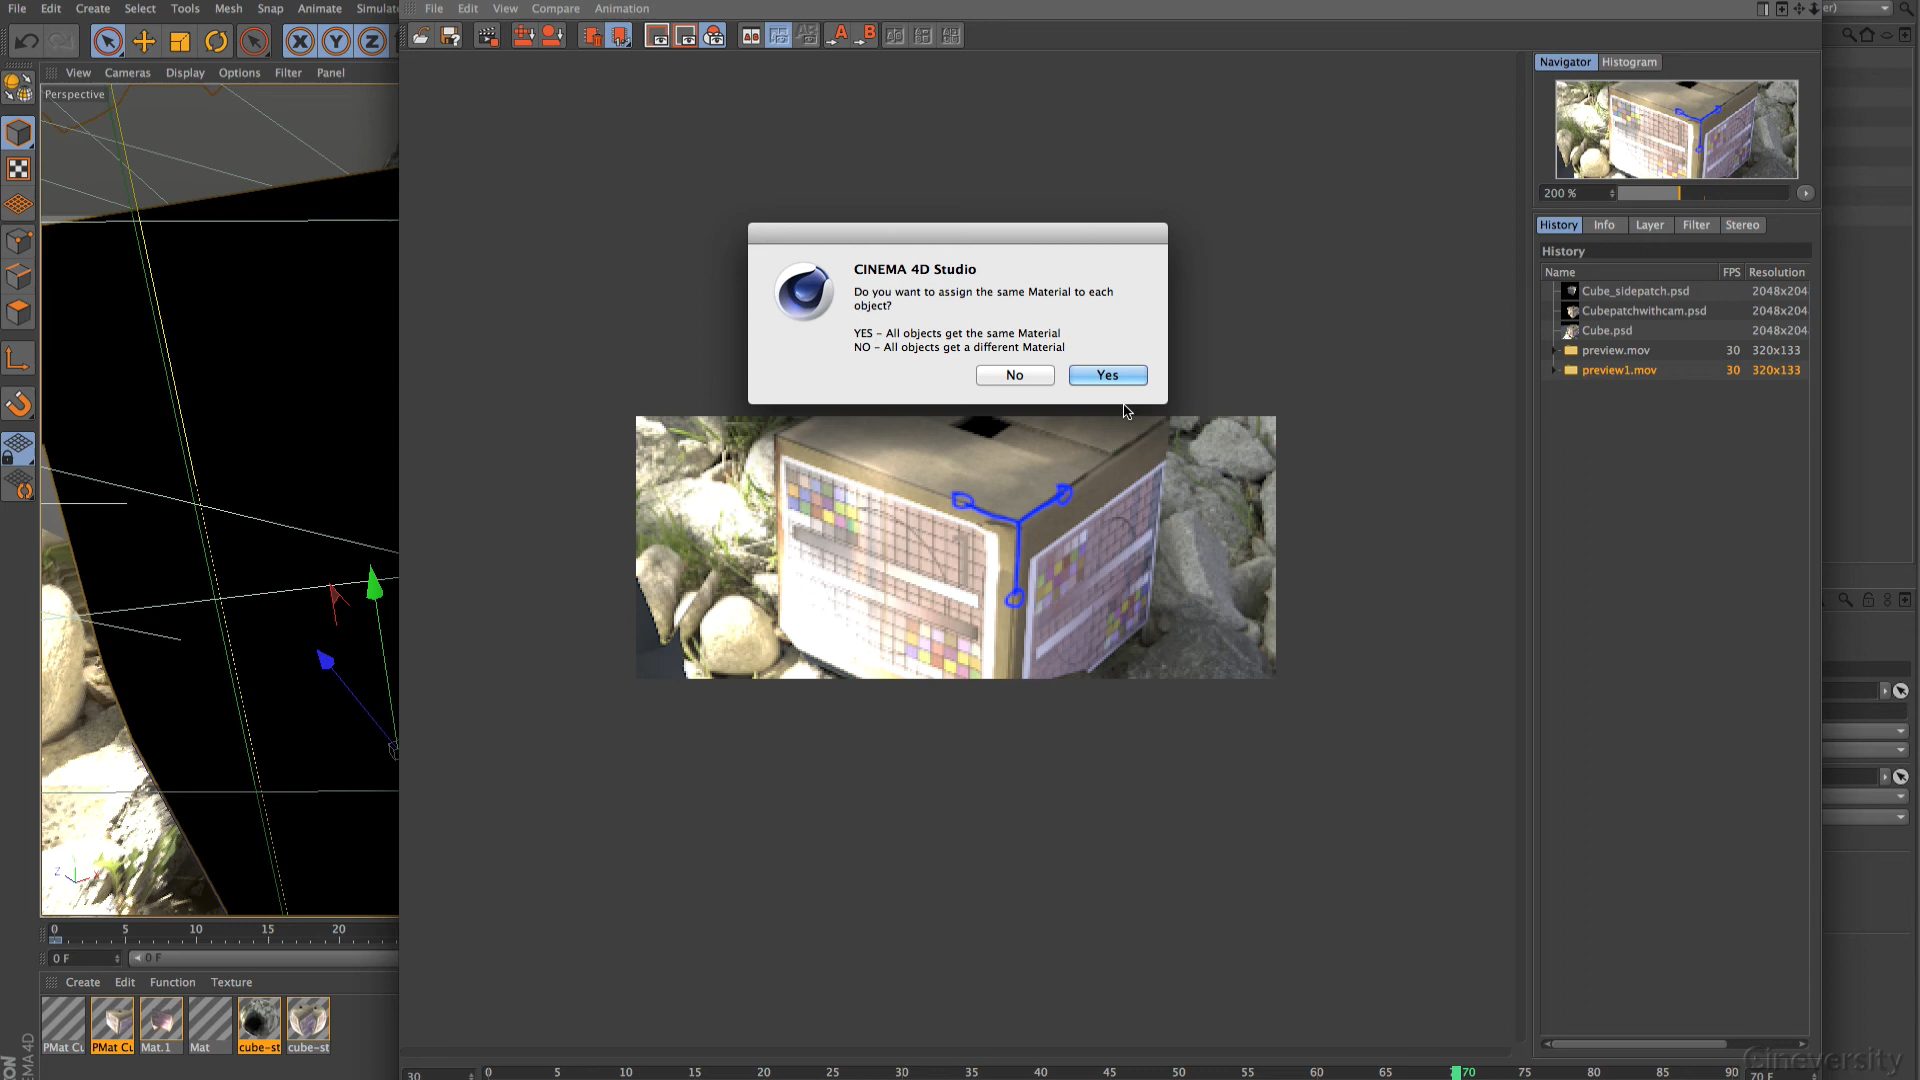 File Edit Create Select Tools Mesh Snap Animate
File Edit View Compare Animation
View Cameras Display Options Filter Panel
Perspective
Navigator Histogram
200 %
History Info Layer Filter Stereo
History
Name FPS Resolution
Cube_sidepatch.psd 2048x204
Cubepatchwithcam.psd 2048x204
Cube.psd 2048x204
preview.mov 30 320x133
preview1.mov 30 320x133
CINEMA 4D Studio
Do you want to assign the same Material to each
object?
YES - All objects get the same Material
NO - All objects get a different Material
No Yes
X Y Z
A B
Z X
0 5 10 15 20
0 F 0 F
Create Edit Function Texture
PMat Cu PMat Cu Mat.1 Mat cube-st cube-st
30 0 5 10 15 20 25 30 35 40 45 50 55 60 65 70 75 80 85 90 70 F
Cineversity